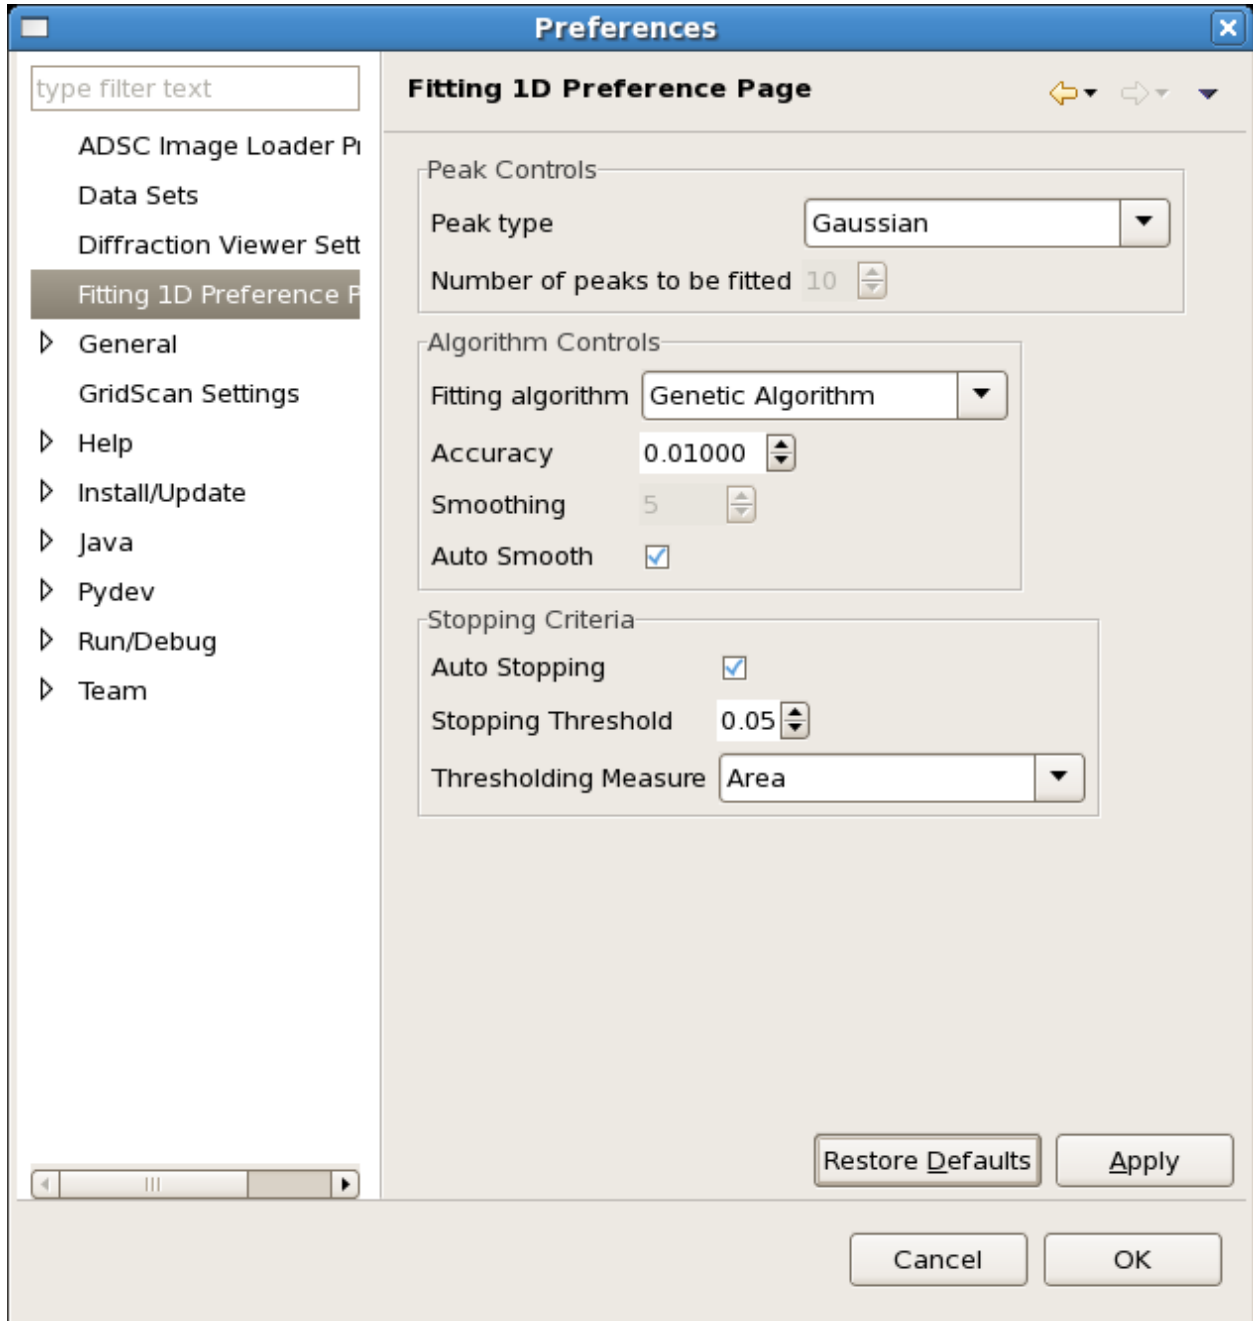 Preferences
type filter text
ADSC Image Loader Pr
Data Sets
Diffraction Viewer Sett
Fitting 1D Preference P
General
GridScan Settings
Help
Install/Update
Java
Pydev
Run/Debug
Team
Fitting 1D Preference Page
Peak Controls
Peak type Gaussian
Number of peaks to be fitted 10
Algorithm Controls
Fitting algorithm Genetic Algorithm
Accuracy 0.01000
Smoothing 5
Auto Smooth
Stopping Criteria
Auto Stopping
Stopping Threshold 0.05
Thresholding Measure Area
Restore Defaults Apply
Cancel OK